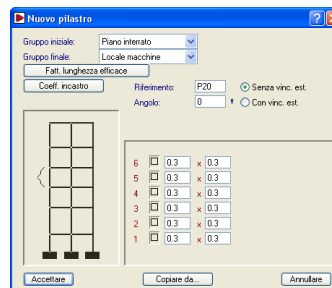 Nuovo pilastro
Gruppo iniziale: Piano interrato
Gruppo finale: Locale macchine
Fatt. lunghezza efficace
Coeff. incastro
Riferimento: P20 Senza vinc. est.
Angolo: 0 ° Con vinc. est.
6 0.3 x 0.3
5 0.3 x 0.3
4 0.3 x 0.3
3 0.3 x 0.3
2 0.3 x 0.3
1 0.3 x 0.3
Accettare Copiare da... Annullare